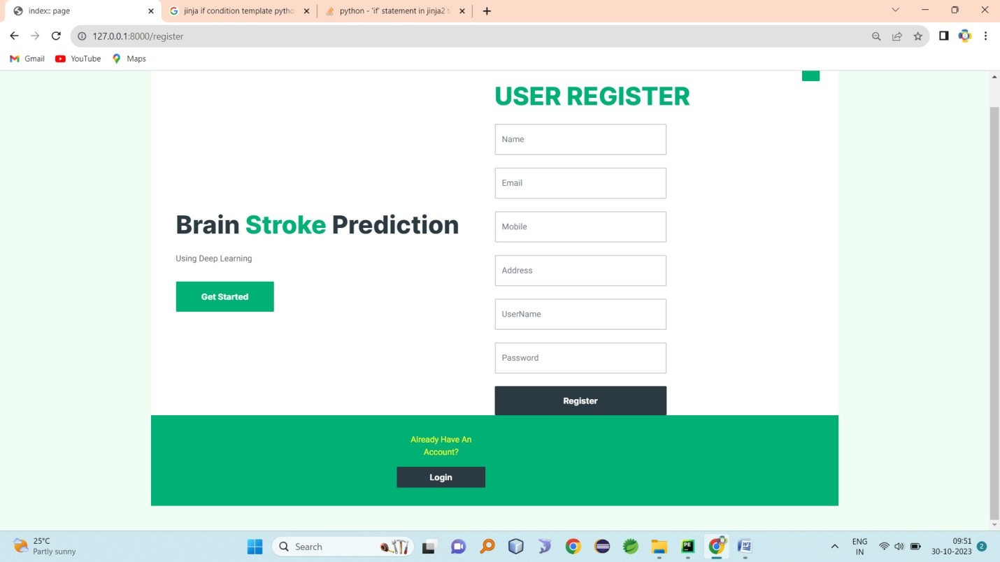 index:: page
jinja if condition template pytho
python - 'if' statement in jinja2 t
127.0.0.1:8000/register
Gmail
YouTube
Maps
USER REGISTER
Name
Email
Mobile
Address
UserName
Password
Register
Brain Stroke Prediction
Using Deep Learning
Get Started
Already Have An
Account?
Login
25°C
Partly sunny
Search
ENG
IN
09:51
30-10-2023
2